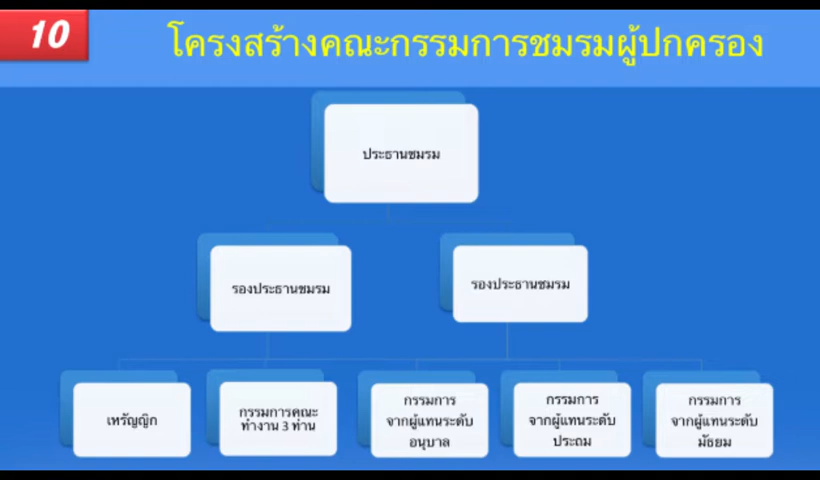 10
โครงสร้างคณะกรรมการชมรมผู้ปกครอง
ประธานชมรม
รองประธานชมรม
รองประธานชมรม
เหรัญญิก
กรรมการคณะ
ทำงาน 3 ท่าน
กรรมการ
จากผู้แทนระดับ
อนุบาล
กรรมการ
จากผู้แทนระดับ
ประถม
กรรมการ
จากผู้แทนระดับ
มัธยม